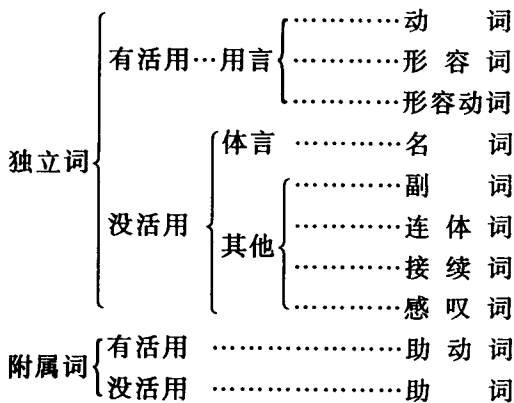 ……………动 词
有活用…用言……………形 容 词
……………形容动词
体言 …………名 词
独立词
……………副 词
没活用
……………连 体 词
其他
……………接 续 词
……………感 叹 词
有活用 …………………助 动 词
附属词
没活用 …………………助 词